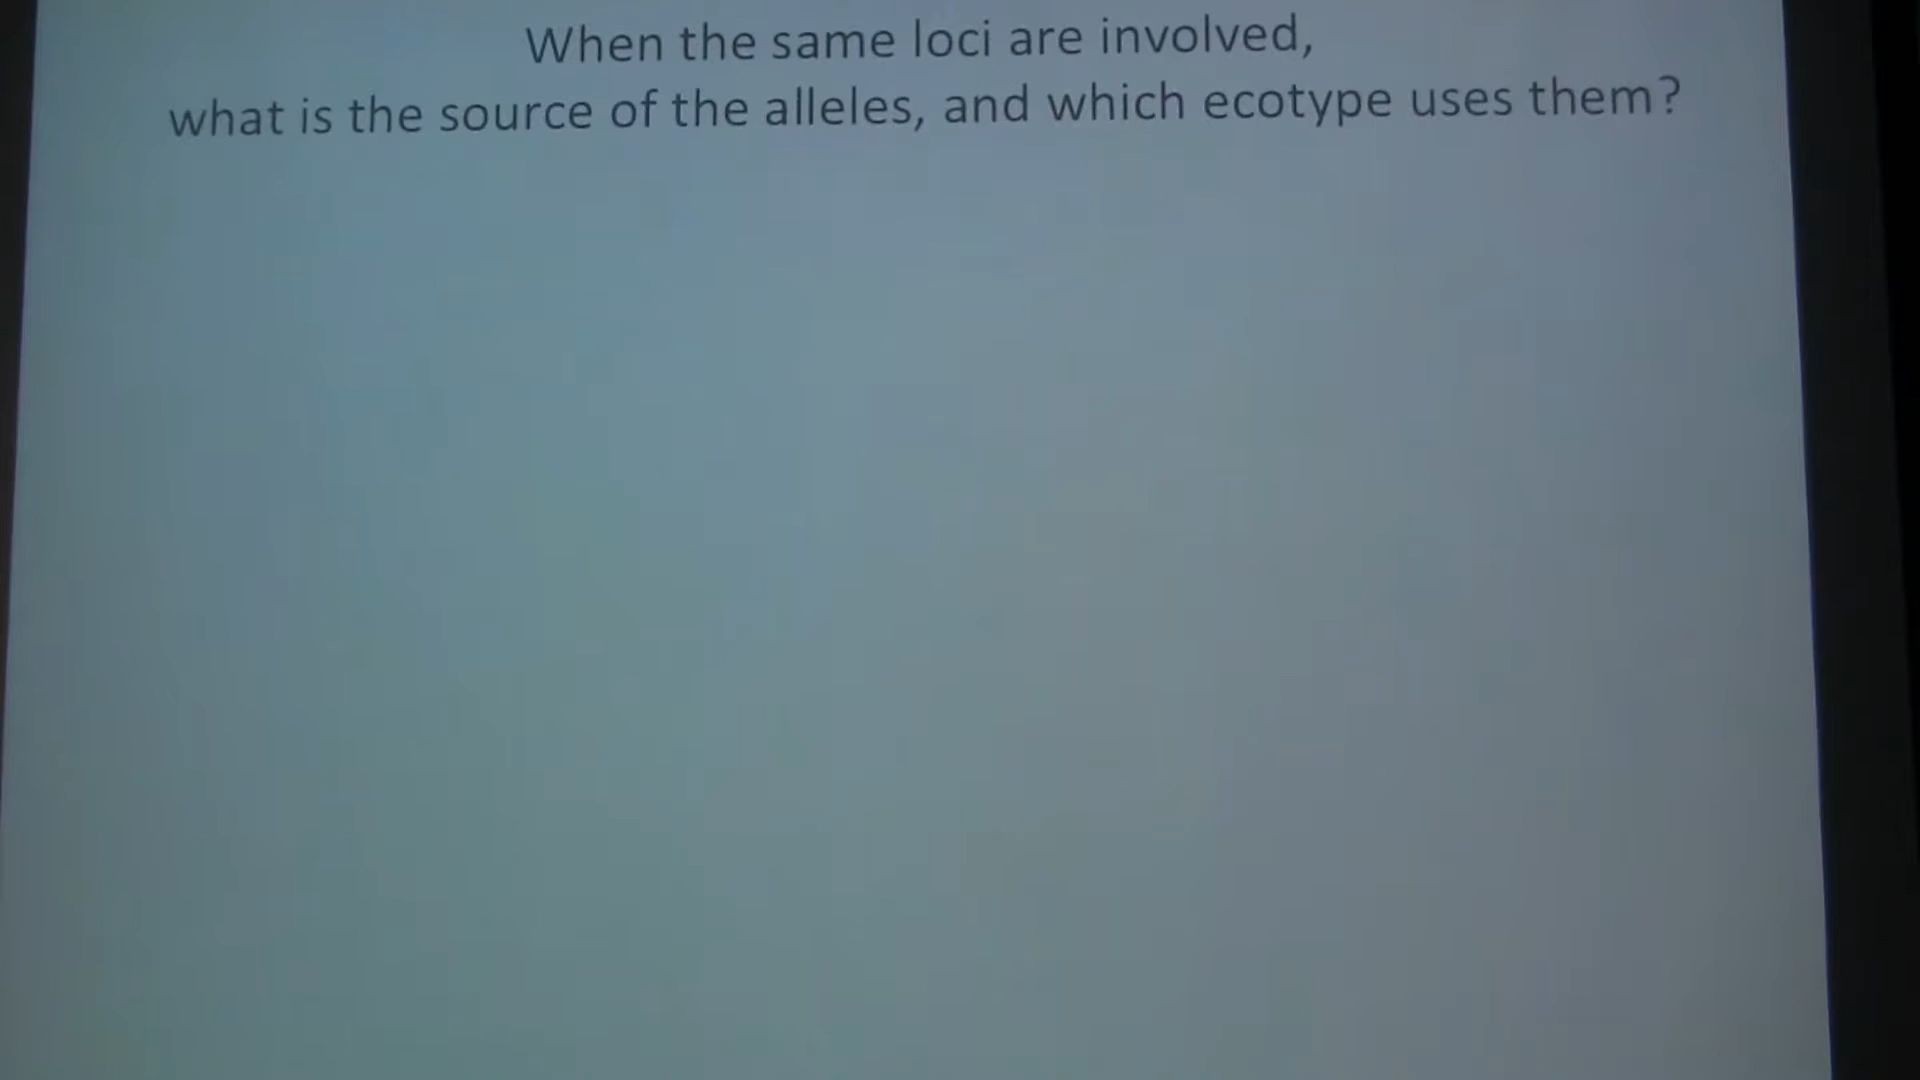 When the same loci are involved,
what is the source of the alleles, and which ecotype uses them?